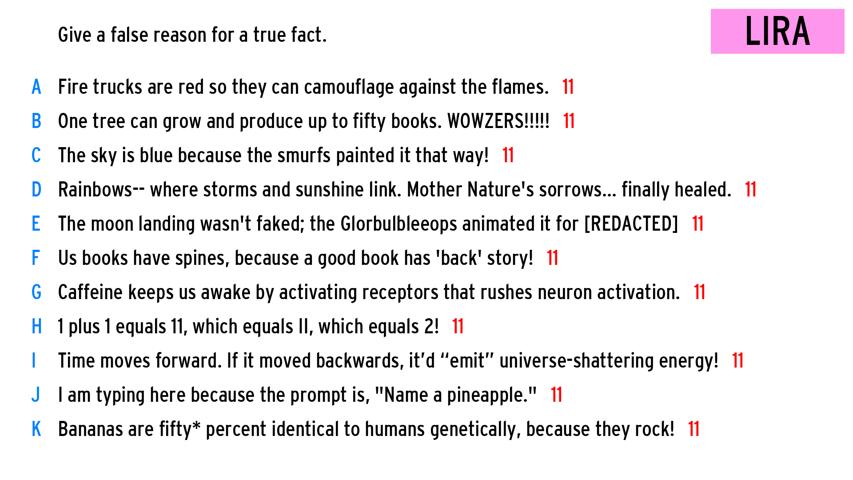 Give a false reason for a true fact.
LIRA
A Fire trucks are red so they can camouflage against the flames. 11
B One tree can grow and produce up to fifty books. WOWZERS!!!!! 11
C The sky is blue because the smurfs painted it that way! 11
D Rainbows-- where storms and sunshine link. Mother Nature's sorrows... finally healed. 11
E The moon landing wasn't faked; the Glorbulbleeops animated it for [REDACTED] 11
F Us books have spines, because a good book has 'back' story! 11
G Caffeine keeps us awake by activating receptors that rushes neuron activation. 11
H 1 plus 1 equals 11, which equals II, which equals 2! 11
I Time moves forward. If it moved backwards, it’d “emit” universe-shattering energy! 11
J I am typing here because the prompt is, "Name a pineapple." 11
K Bananas are fifty* percent identical to humans genetically, because they rock! 11